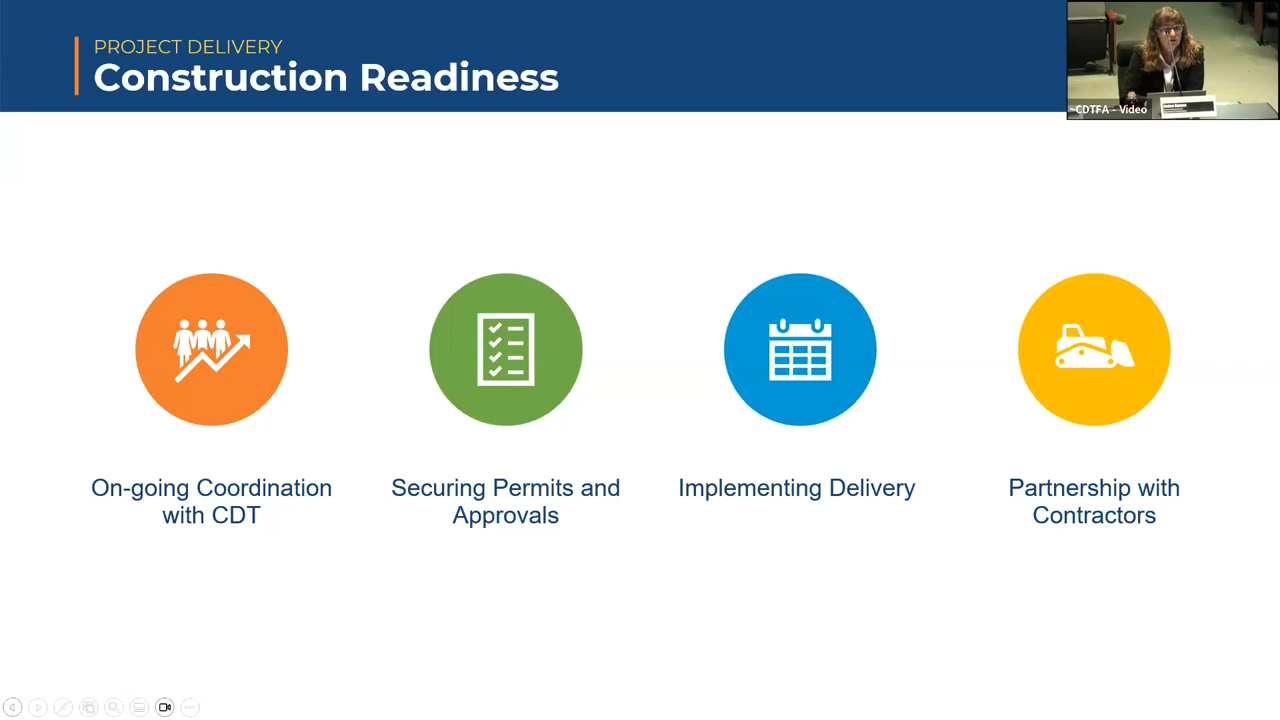 PROJECT DELIVERY
Construction Readiness
~CDTFA - Video
On-going Coordination
with CDT
Securing Permits and
Approvals
Implementing Delivery
Partnership with
Contractors